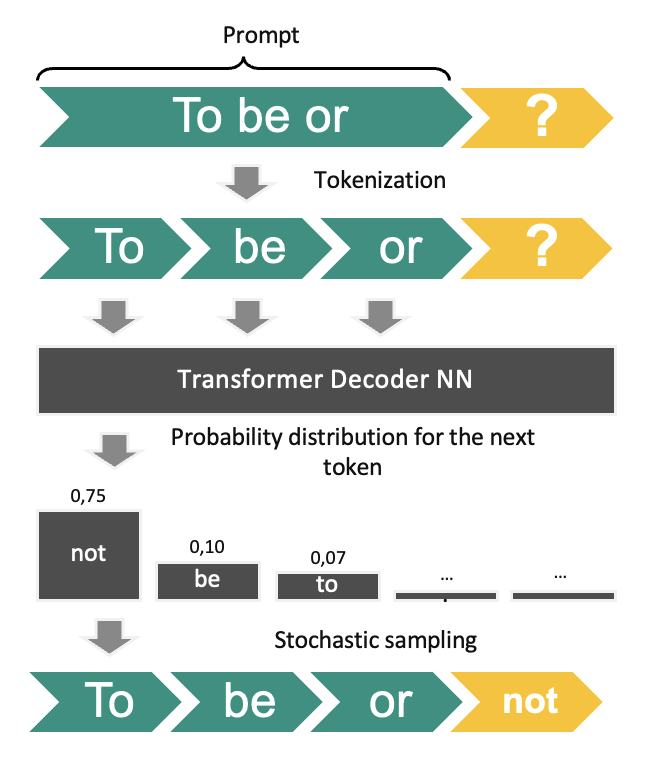 Prompt
To be or ?
Tokenization
To be or ?
Transformer Decoder NN
Probability distribution for the next
token
0,75
0,10
0,07
...
...
not
be
to
Stochastic sampling
To be or not